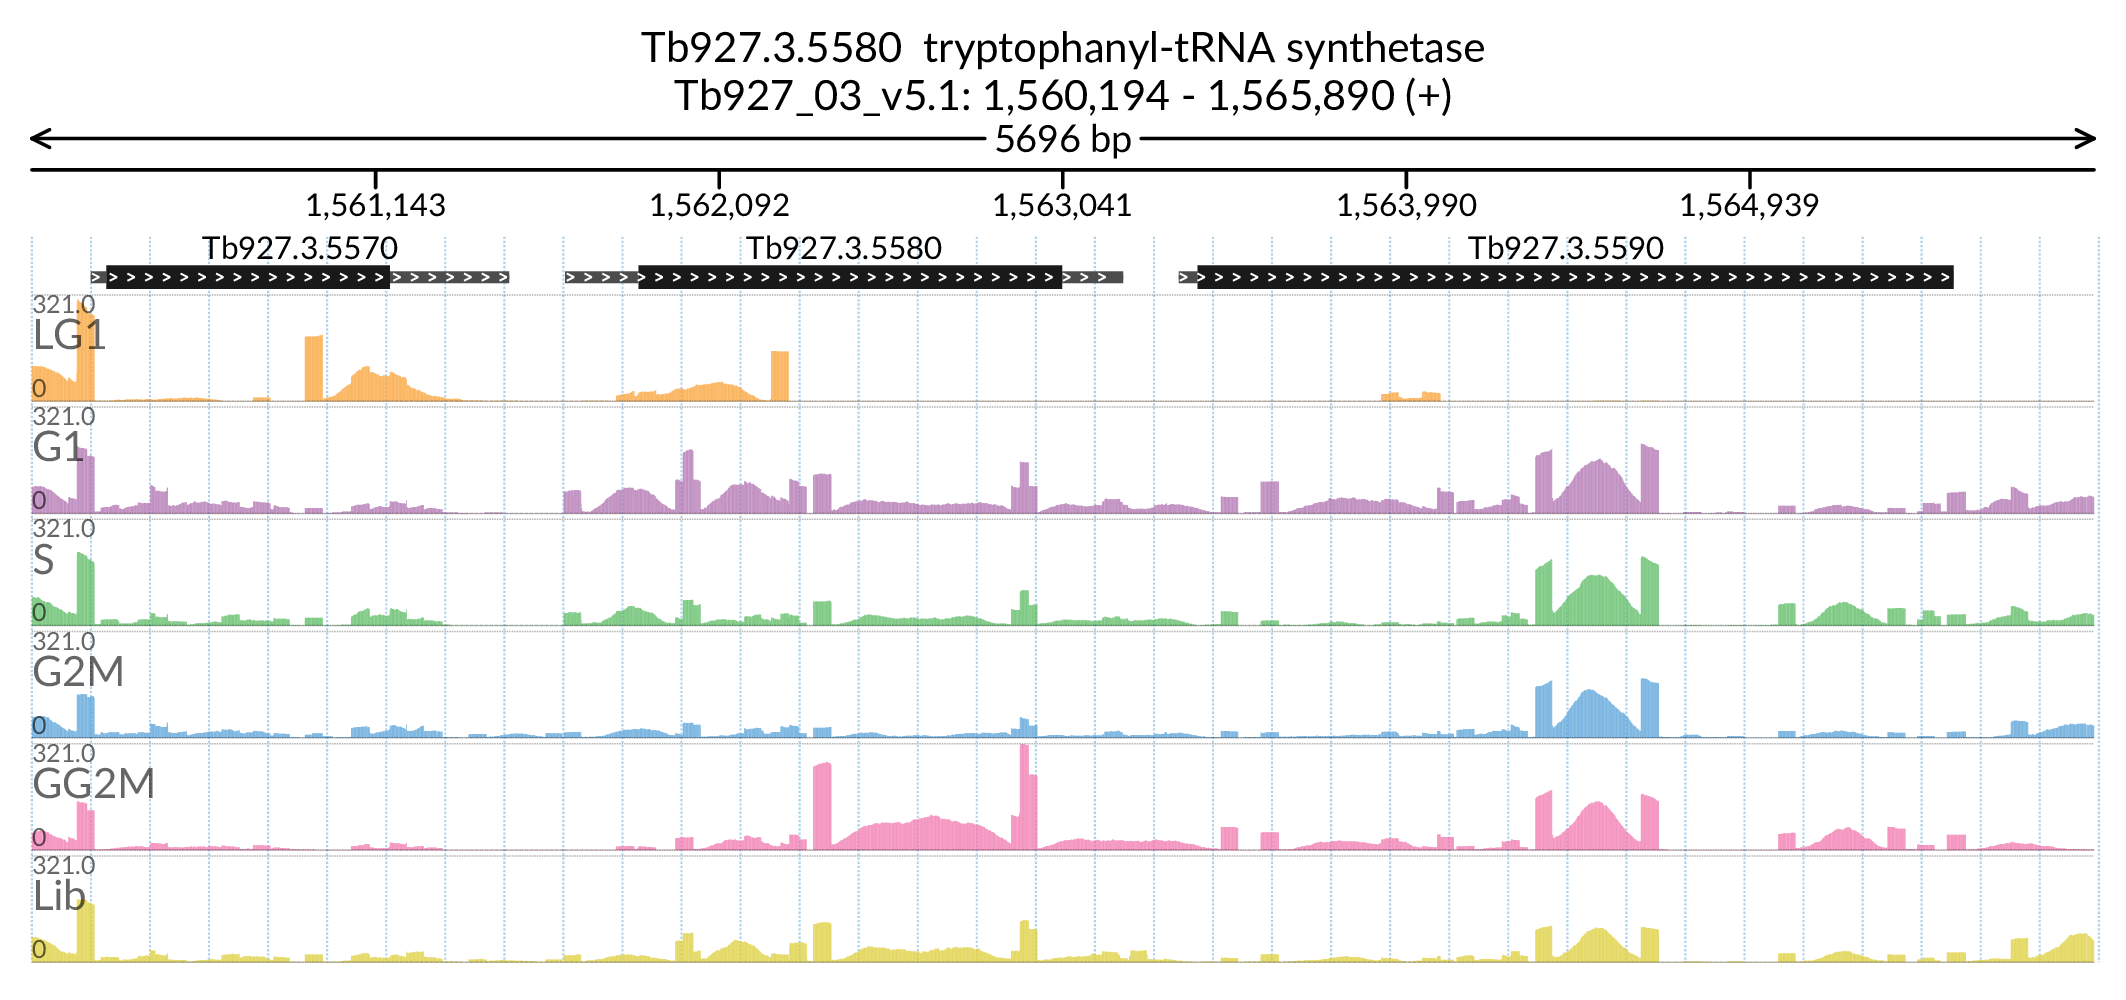 Tb927.3.5580 tryptophanyl-tRNA synthetase
Tb927_03_v5.1: 1,560,194 - 1,565,890 (+)
5696 bp
1,561,143 1,562,092 1,563,041 1,563,990 1,564,939
Tb927.3.5570 Tb927.3.5580 Tb927.3.5590
321.0
LG1
0
321.0
G1
0
321.0
S
0
321.0
G2M
0
321.0
GG2M
0
321.0
Lib
0